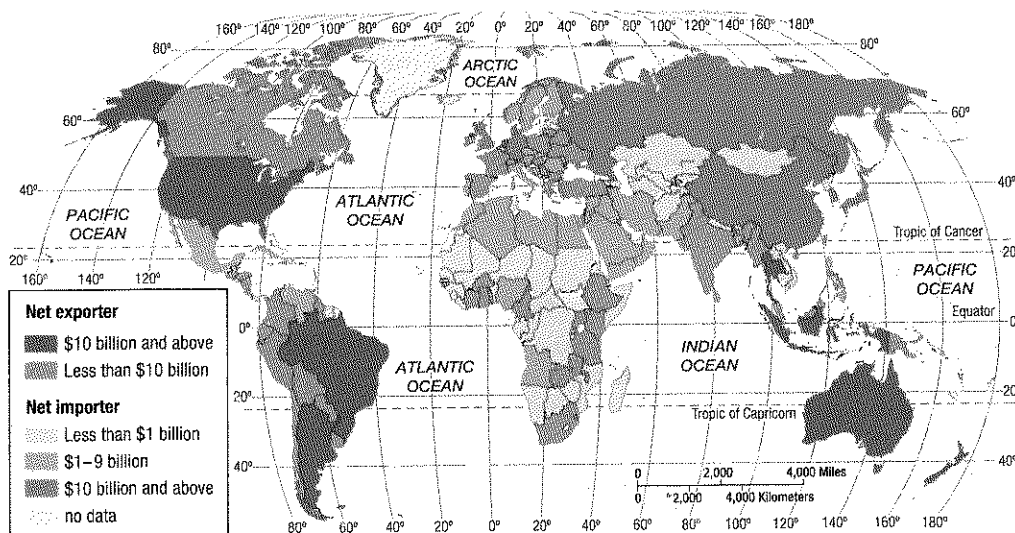 160° 140° 120° 100° 80° 60° 40° 20° 0° 20° 40° 60° 80° 100° 120° 140° 160° 180°
80° 80°
ARCTIC
OCEAN
60° 60°
40° 40°
PACIFIC
OCEAN
ATLANTIC
OCEAN
Tropic of Cancer
20° 20°
160° 140° 120°
PACIFIC
OCEAN
Equator
0° 0°
Net exporter
$10 billion and above
Less than $10 billion
Net importer
Less than $1 billion
$1–9 billion
$10 billion and above
no data
ATLANTIC
OCEAN
INDIAN
OCEAN
20° 20°
Tropic of Capricorn
40° 40°
0 2,000 4,000 Miles
0 2,000 4,000 Kilometers
80° 60° 40° 20° 0° 20° 40° 60° 80° 100° 120° 140° 160° 180°